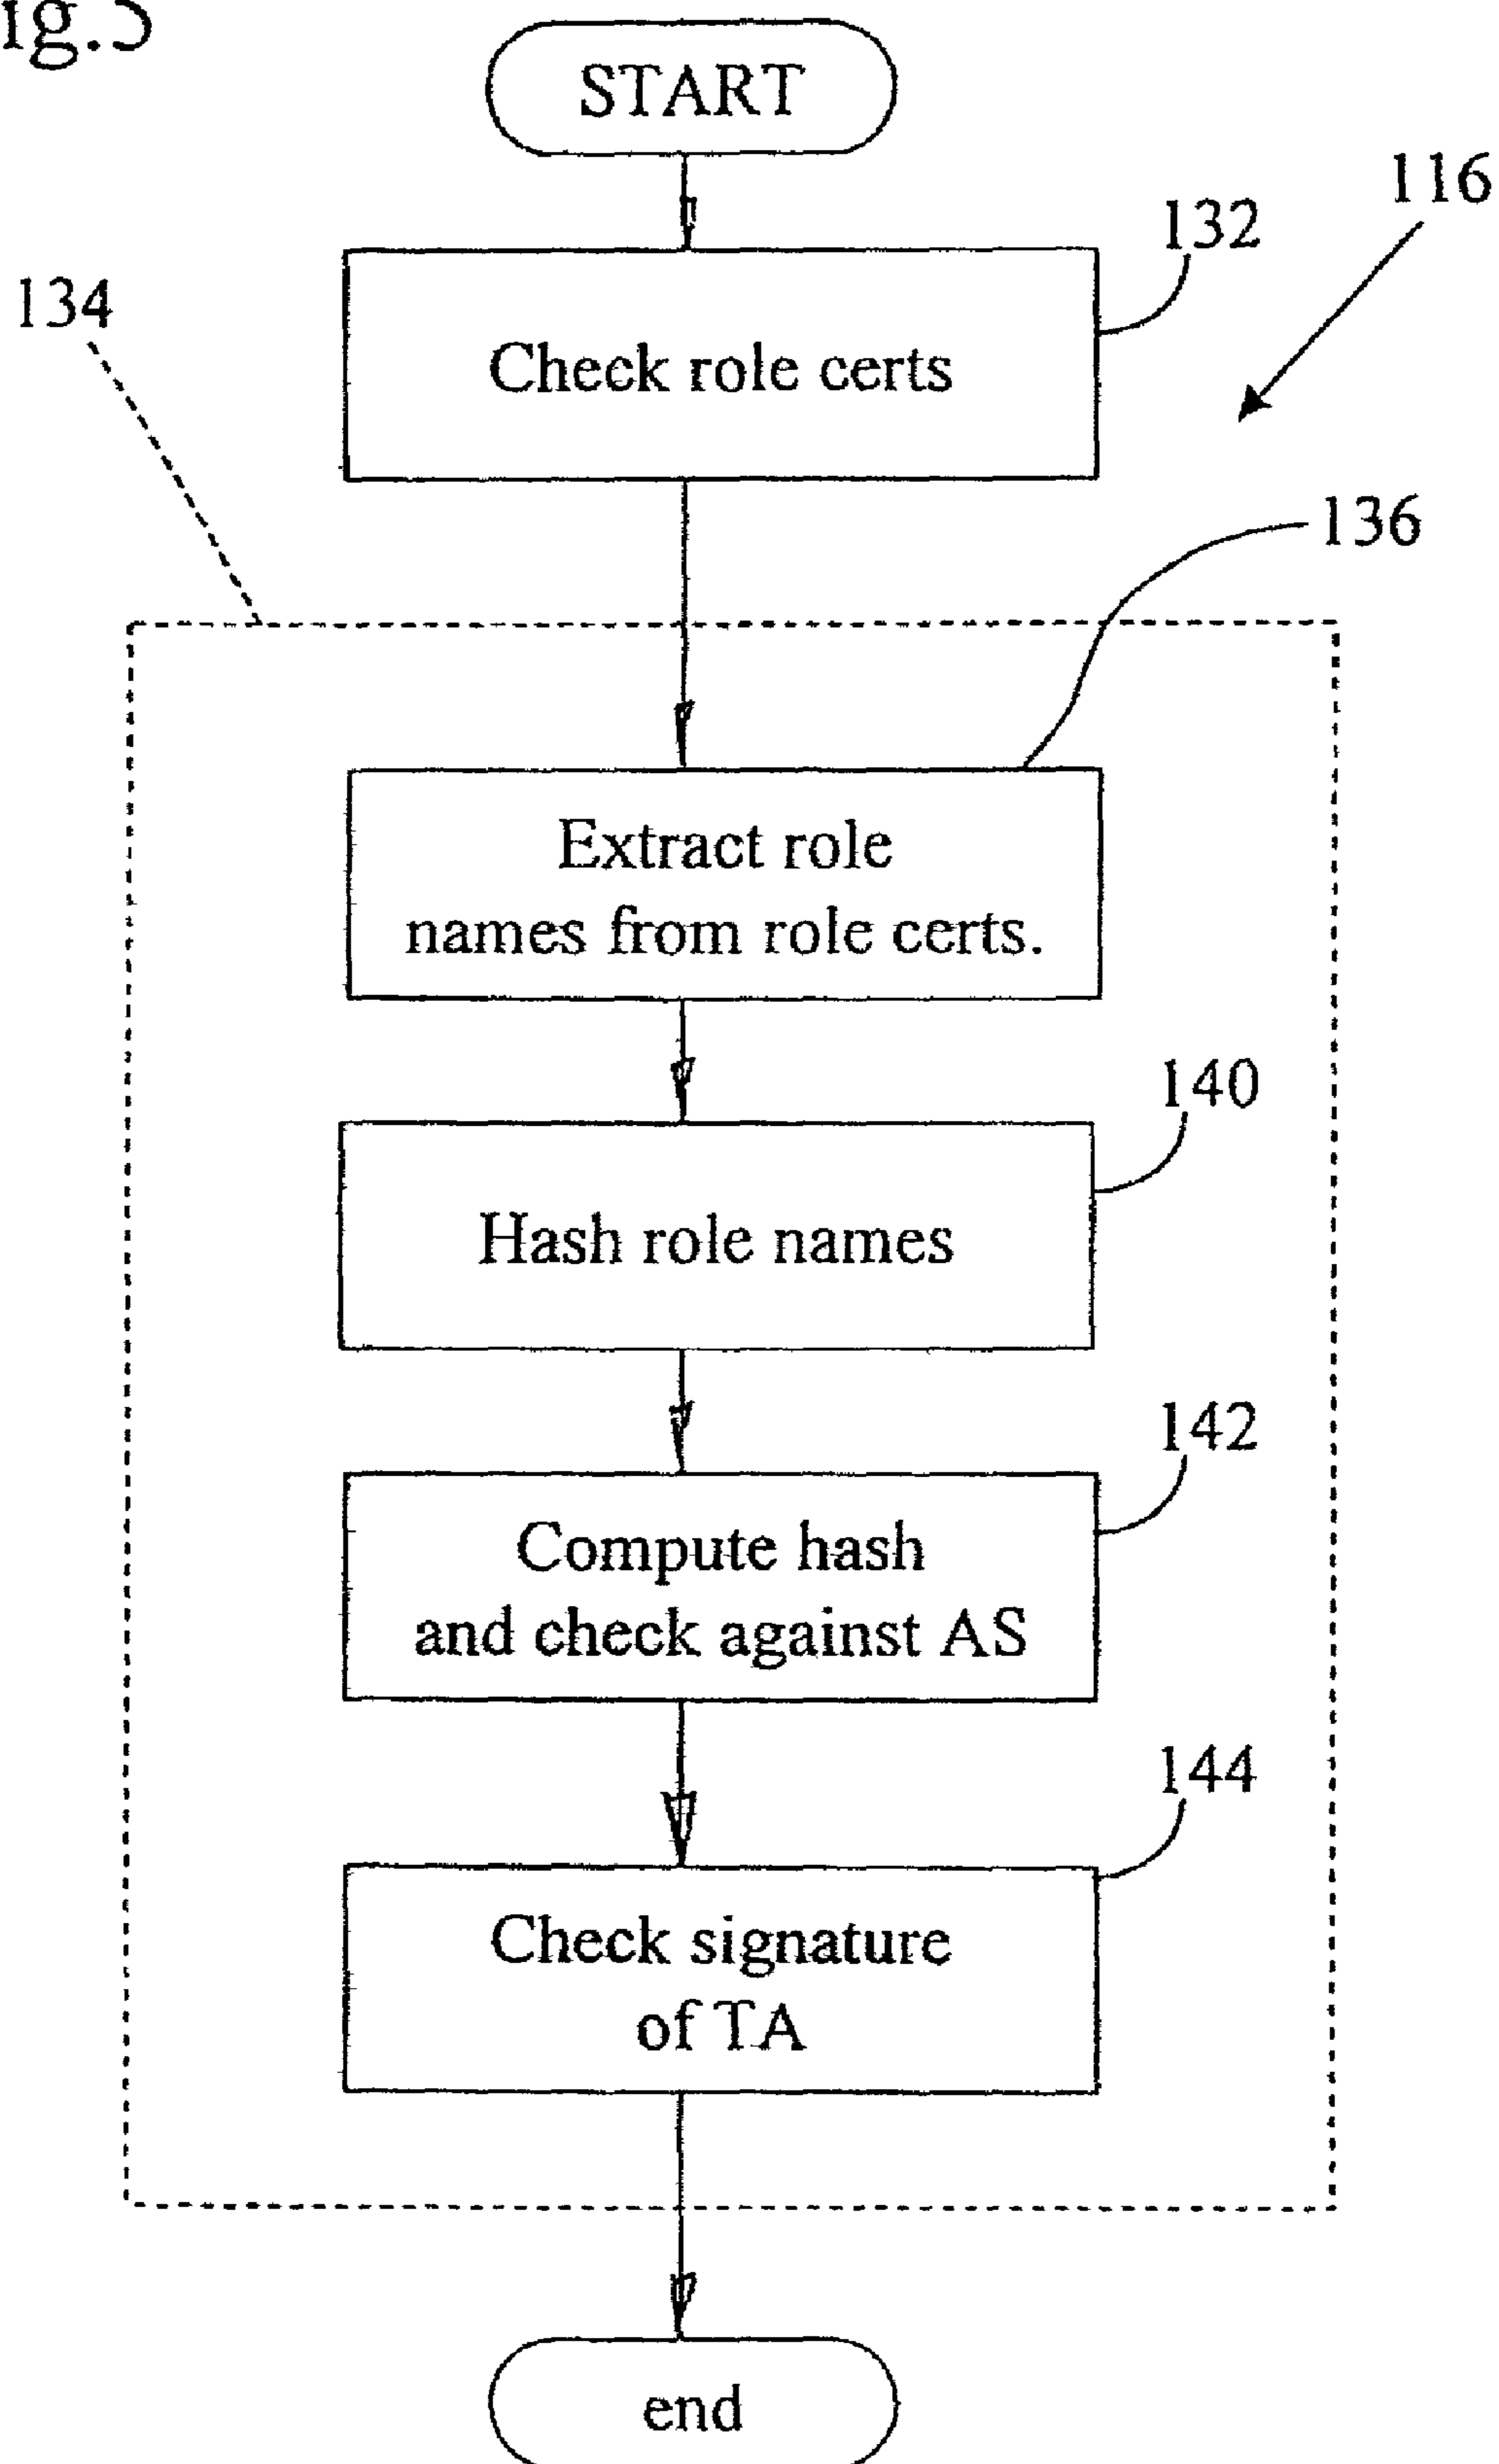 ig.5
START
116
132
134
Check role certs
136
Extract role
names from role certs.
140
Hash role names
142
Compute hash
and check against AS
144
Check signature
of TA
end